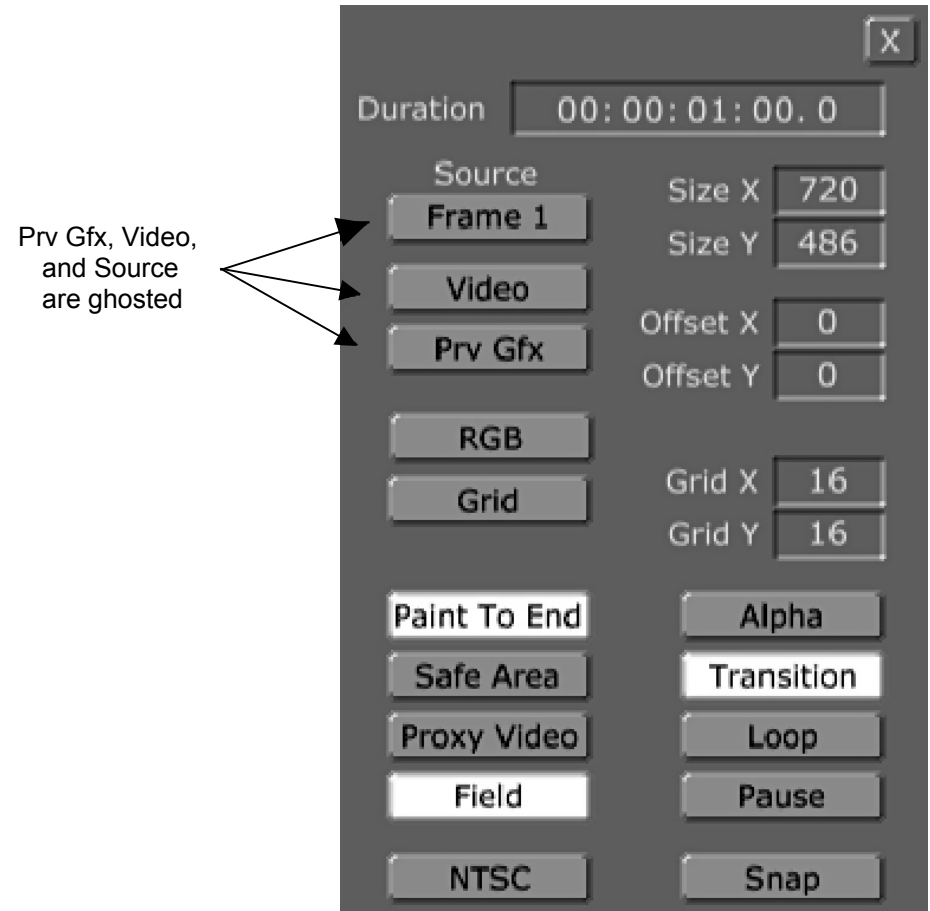 X
Duration 00:00:01:00.0
Source
Frame 1
Size X 720
Size Y 486
Prv Gfx, Video,
and Source
are ghosted
Video
Prv Gfx
Offset X 0
Offset Y 0
RGB
Grid
Grid X 16
Grid Y 16
Paint To End
Alpha
Safe Area
Transition
Proxy Video
Loop
Field
Pause
NTSC
Snap